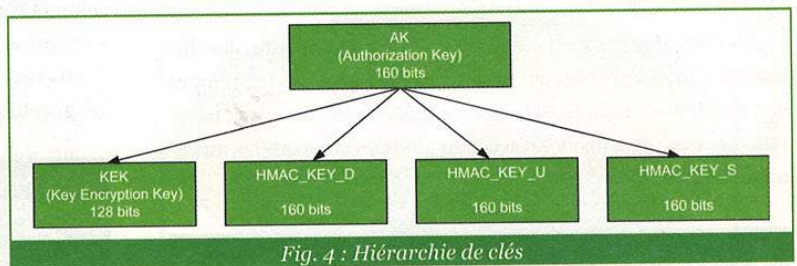 AK
(Authorization Key)
160 bits
KEK
(Key Encryption Key)
128 bits
HMAC_KEY_D
160 bits
HMAC_KEY_U
160 bits
HMAC_KEY_S
160 bits
Fig. 4 : Hiérarchie de clés